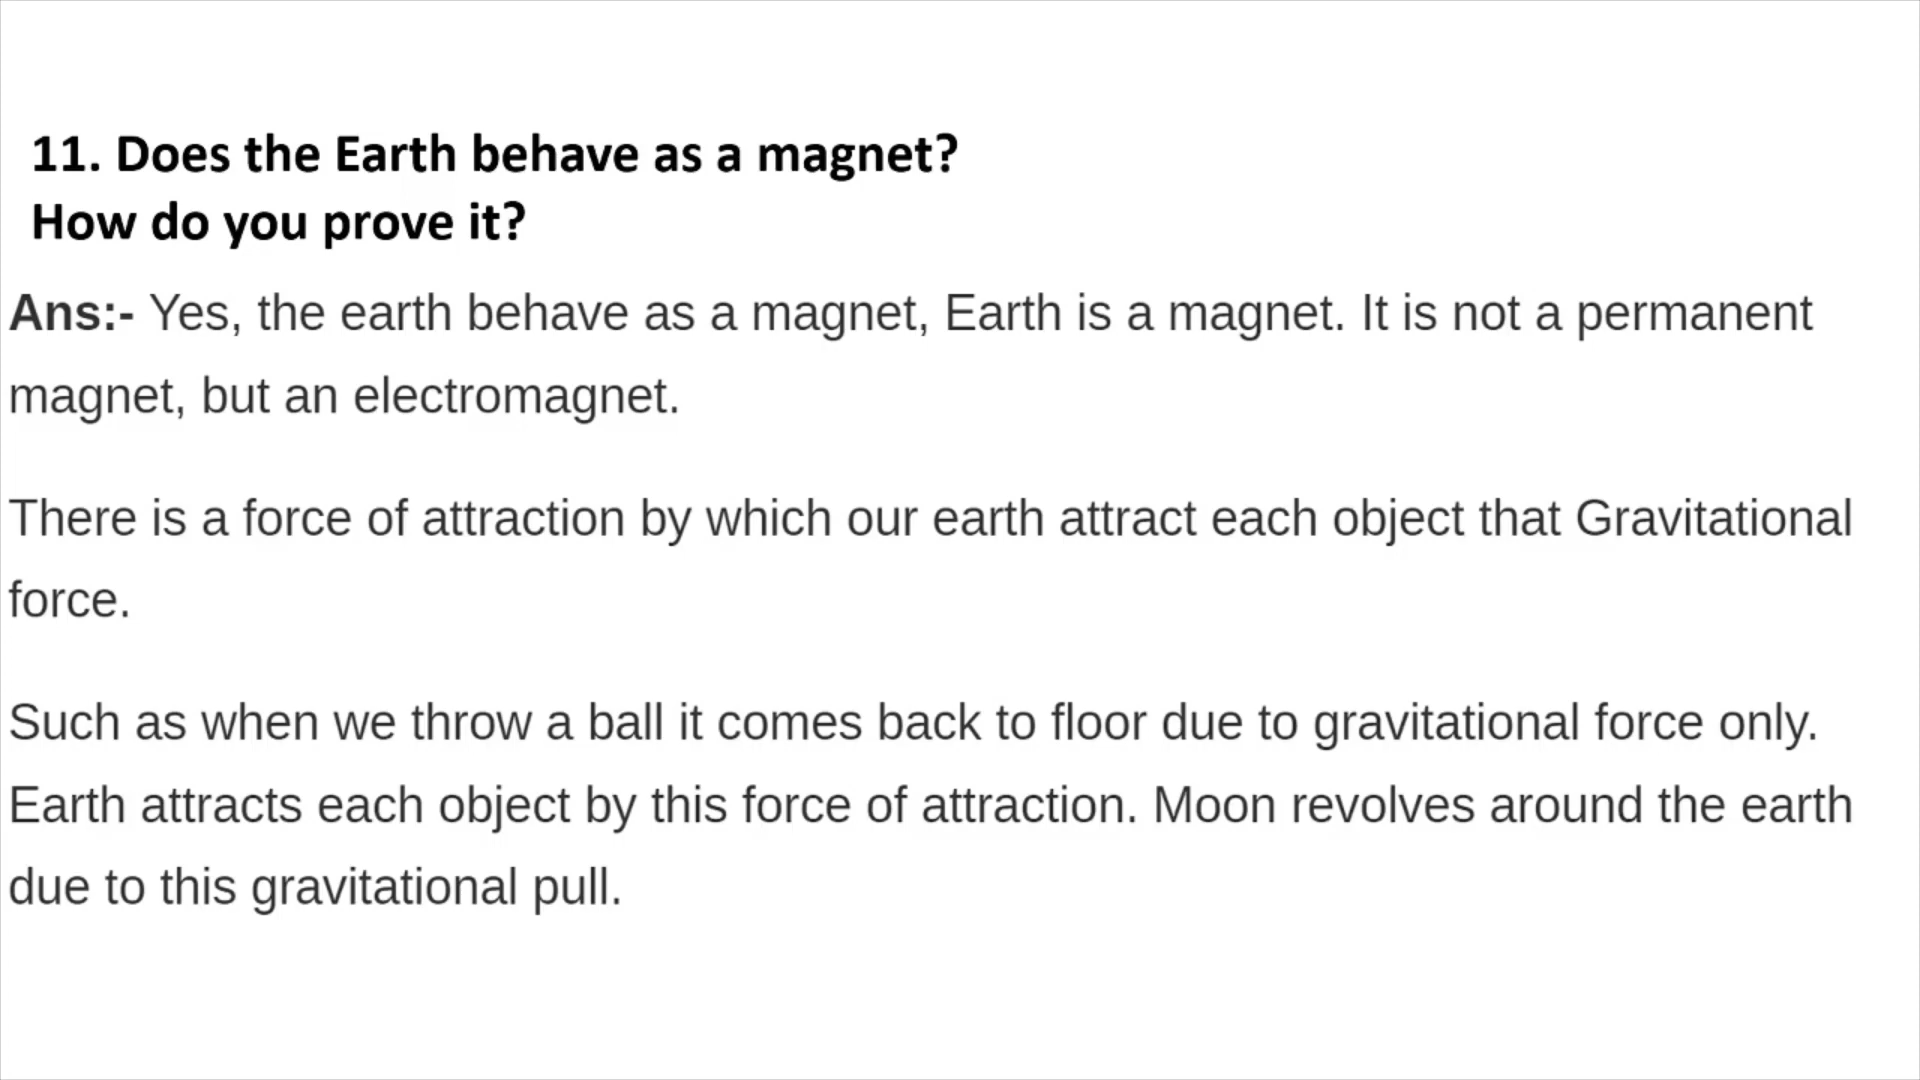 11. Does the Earth behave as a magnet?
How do you prove it?
Ans:- Yes, the earth behave as a magnet, Earth is a magnet. It is not a permanent
magnet, but an electromagnet.
There is a force of attraction by which our earth attract each object that Gravitational
force.
Such as when we throw a ball it comes back to floor due to gravitational force only.
Earth attracts each object by this force of attraction. Moon revolves around the earth
due to this gravitational pull.